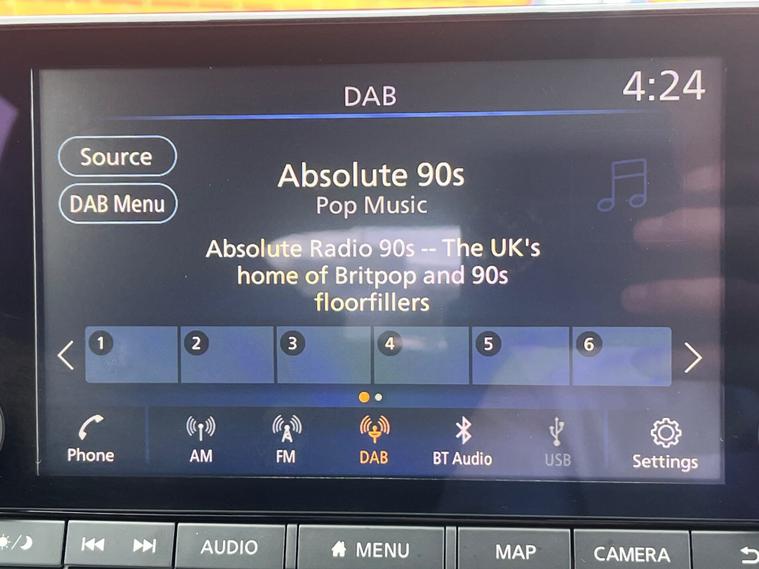 DAB
4:24
Source
DAB Menu
Absolute 90s
Pop Music
Absolute Radio 90s -- The UK's
home of Britpop and 90s
floorfillers
1 2 3 4 5 6
Phone AM FM DAB BT Audio USB Settings
AUDIO MENU MAP CAMERA